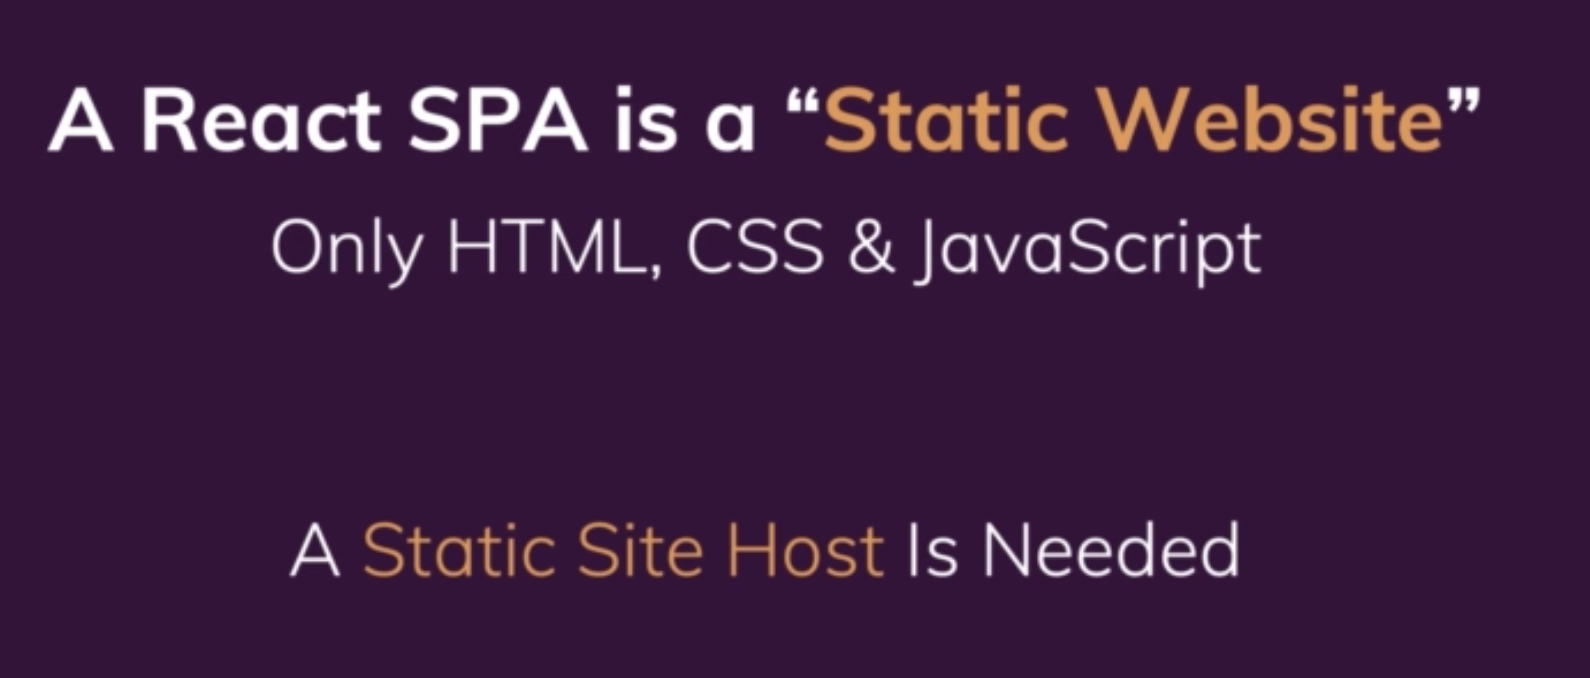 A React SPA is a “Static Website”
Only HTML, CSS & JavaScript
A Static Site Host Is Needed